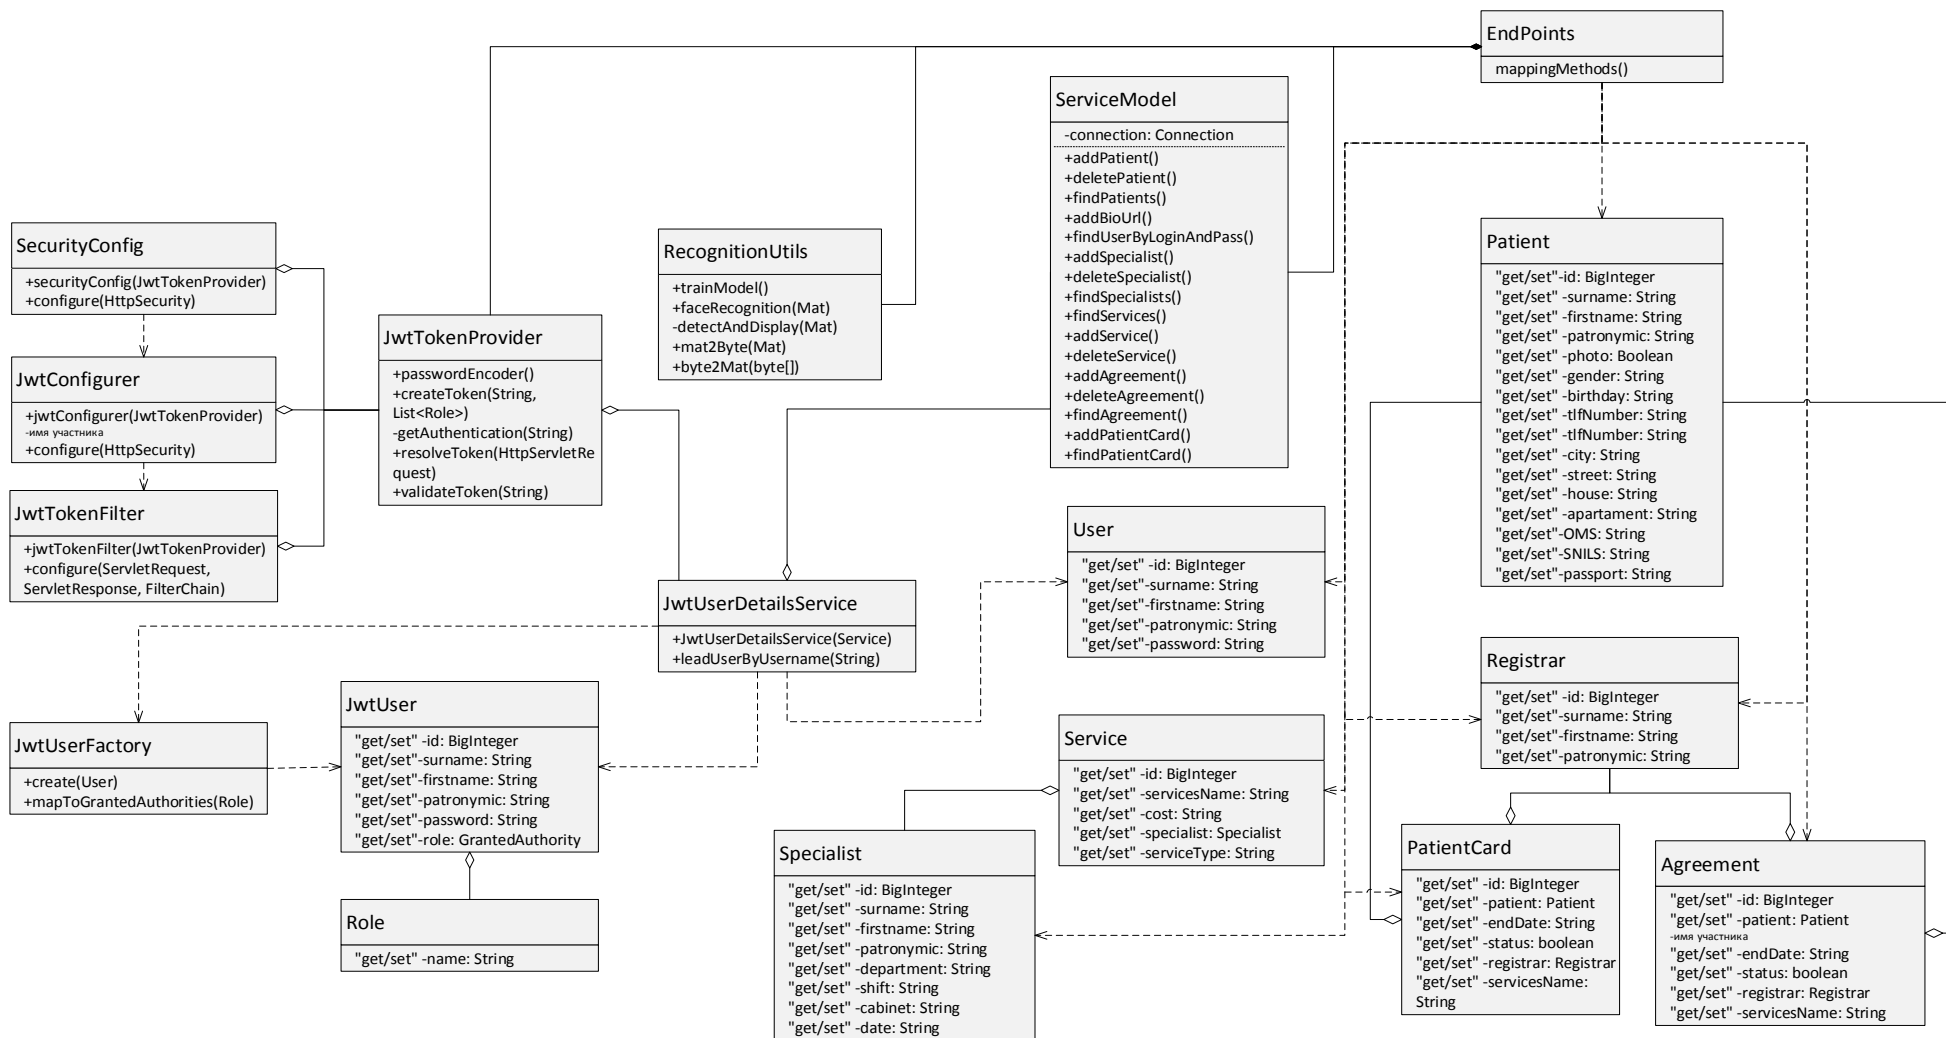 EndPoints
mappingMethods()
ServiceModel
-connection: Connection
+addPatient()
+deletePatient()
+findPatients()
+addBioUrl()
+findUserByLoginAndPass()
+addSpecialist()
+deleteSpecialist()
+findSpecialists()
+findServices()
+addService()
+deleteService()
+addAgreement()
+deleteAgreement()
+findAgreement()
+addPatientCard()
+findPatientCard()
SecurityConfig
+securityConfig(JwtTokenProvider)
+configure(HttpSecurity)
RecognitionUtils
+trainModel()
+faceRecognition(Mat)
-detectAndDisplay(Mat)
+mat2Byte(Mat)
+byte2Mat(byte[])
Patient
"get/set"-id: BigInteger
"get/set" -surname: String
"get/set" -firstname: String
"get/set" -patronymic: String
"get/set" -photo: Boolean
"get/set" -gender: String
"get/set" -birthday: String
"get/set" -tlfNumber: String
"get/set" -tlfNumber: String
"get/set" -city: String
"get/set" -street: String
"get/set" -house: String
"get/set" -apartament: String
"get/set"-OMS: String
"get/set"-SNILS: String
"get/set"-passport: String
JwtTokenProvider
+passwordEncoder()
+createToken(String,
List<Role>)
-getAuthentication(String)
+resolveToken(HttpServletRe
quest)
+validateToken(String)
JwtConfigurer
+jwtConfigurer(JwtTokenProvider)
-имя участника
+configure(HttpSecurity)
JwtTokenFilter
+jwtTokenFilter(JwtTokenProvider)
+configure(ServletRequest,
ServletResponse, FilterChain)
User
"get/set" -id: BigInteger
"get/set"-surname: String
"get/set"-firstname: String
"get/set"-patronymic: String
"get/set"-password: String
JwtUserDetailsService
+JwtUserDetailsService(Service)
+leadUserByUsername(String)
Registrar
"get/set" -id: BigInteger
"get/set"-surname: String
"get/set"-firstname: String
"get/set"-patronymic: String
JwtUser
"get/set" -id: BigInteger
"get/set"-surname: String
"get/set"-firstname: String
"get/set"-patronymic: String
"get/set"-password: String
"get/set"-role: GrantedAuthority
JwtUserFactory
+create(User)
+mapToGrantedAuthorities(Role)
Service
"get/set" -id: BigInteger
"get/set" -servicesName: String
"get/set" -cost: String
"get/set" -specialist: Specialist
"get/set" -serviceType: String
Specialist
"get/set" -id: BigInteger
"get/set" -surname: String
"get/set" -firstname: String
"get/set" -patronymic: String
"get/set" -department: String
"get/set" -shift: String
"get/set" -cabinet: String
"get/set" -date: String
PatientCard
"get/set" -id: BigInteger
"get/set" -patient: Patient
"get/set" -endDate: String
"get/set" -status: boolean
"get/set" -registrar: Registrar
"get/set" -servicesName:
String
Agreement
"get/set" -id: BigInteger
"get/set" -patient: Patient
-имя участника
"get/set" -endDate: String
"get/set" -status: boolean
"get/set" -registrar: Registrar
"get/set" -servicesName: String
Role
"get/set" -name: String